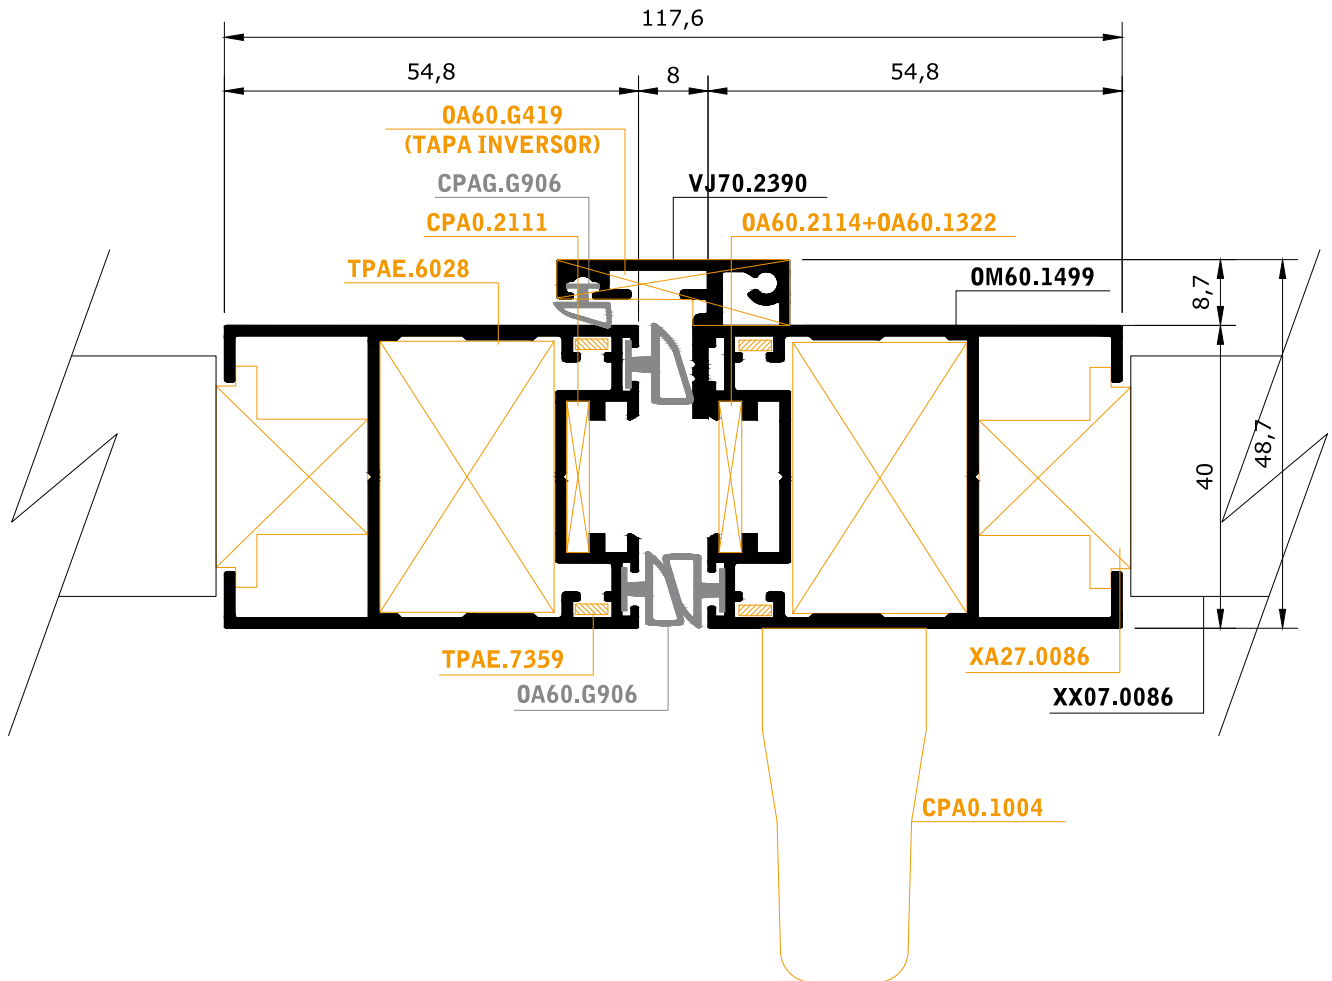 117,6
54,8
8
54,8
OA60.G419
(TAPA INVERSOR)
CPAG.G906
VJ70.2390
CPA0.2111
OA60.2114+OA60.1322
TPAE.6028
OM60.1499
8,7
48,7
40
TPAE.7359
XA27.0086
OA60.G906
XX07.0086
CPA0.1004